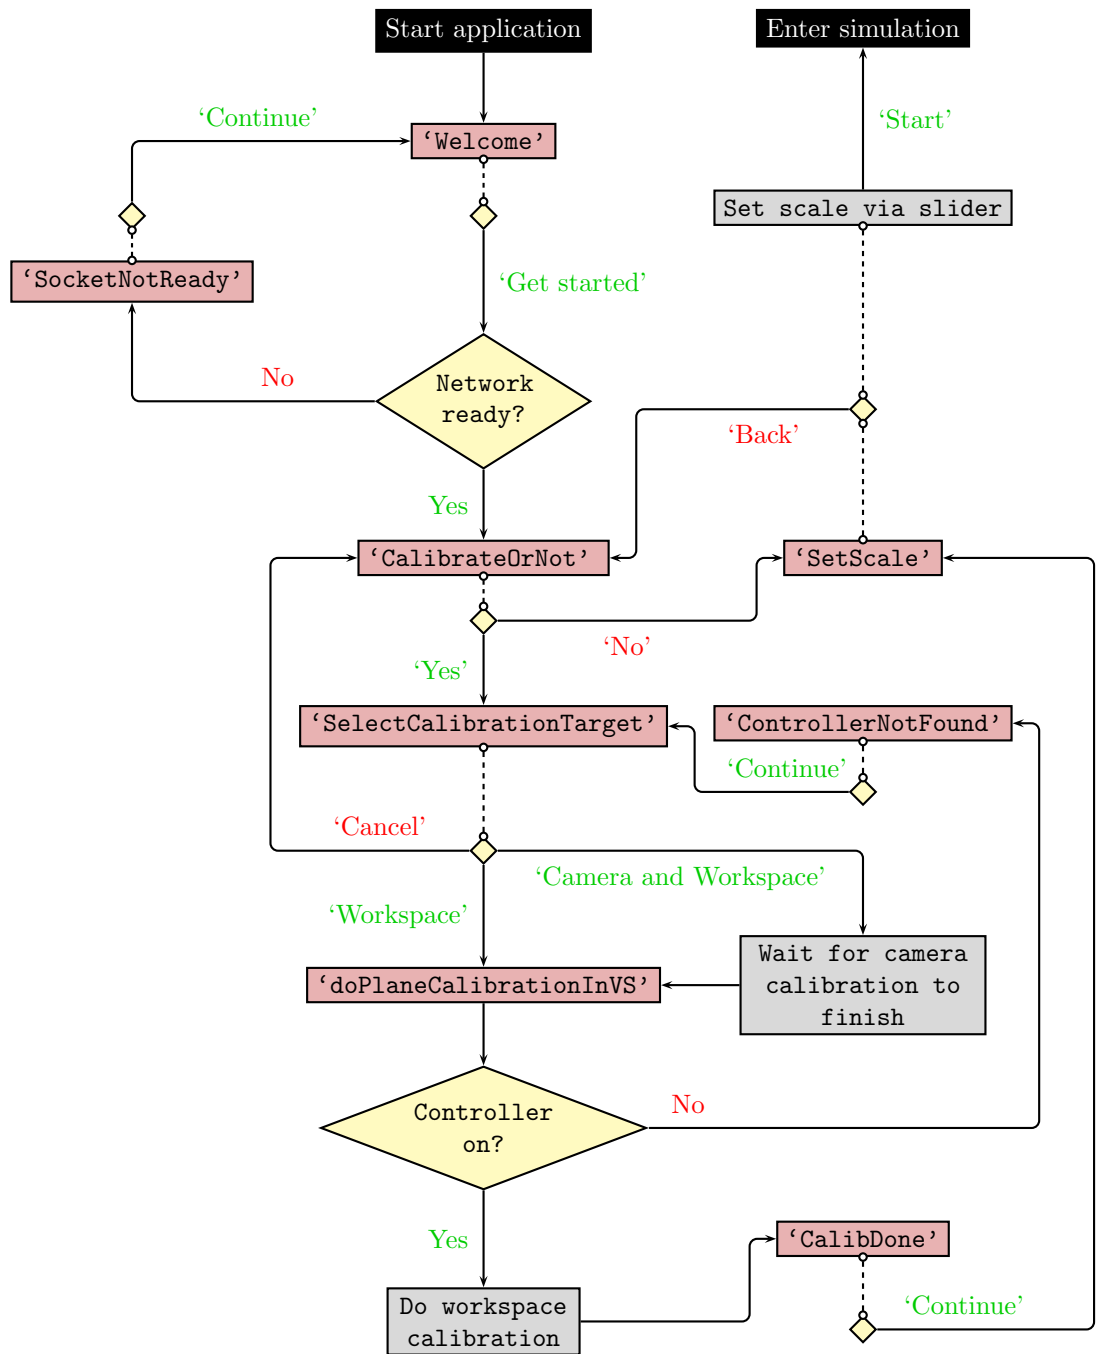 Start application
Enter simulation
‘Continue’
‘Start’
‘Welcome’
Set scale via slider
‘SocketNotReady’
‘Get started’
No
Network
ready?
‘Back’
Yes
‘CalibrateOrNot’
‘SetScale’
‘No’
‘Yes’
‘SelectCalibrationTarget’
‘ControllerNotFound’
‘Continue’
‘Cancel’
‘Camera and Workspace’
‘Workspace’
Wait for camera
calibration to
finish
‘doPlaneCalibrationInVS’
No
Controller
on?
Yes
‘CalibDone’
‘Continue’
Do workspace
calibration